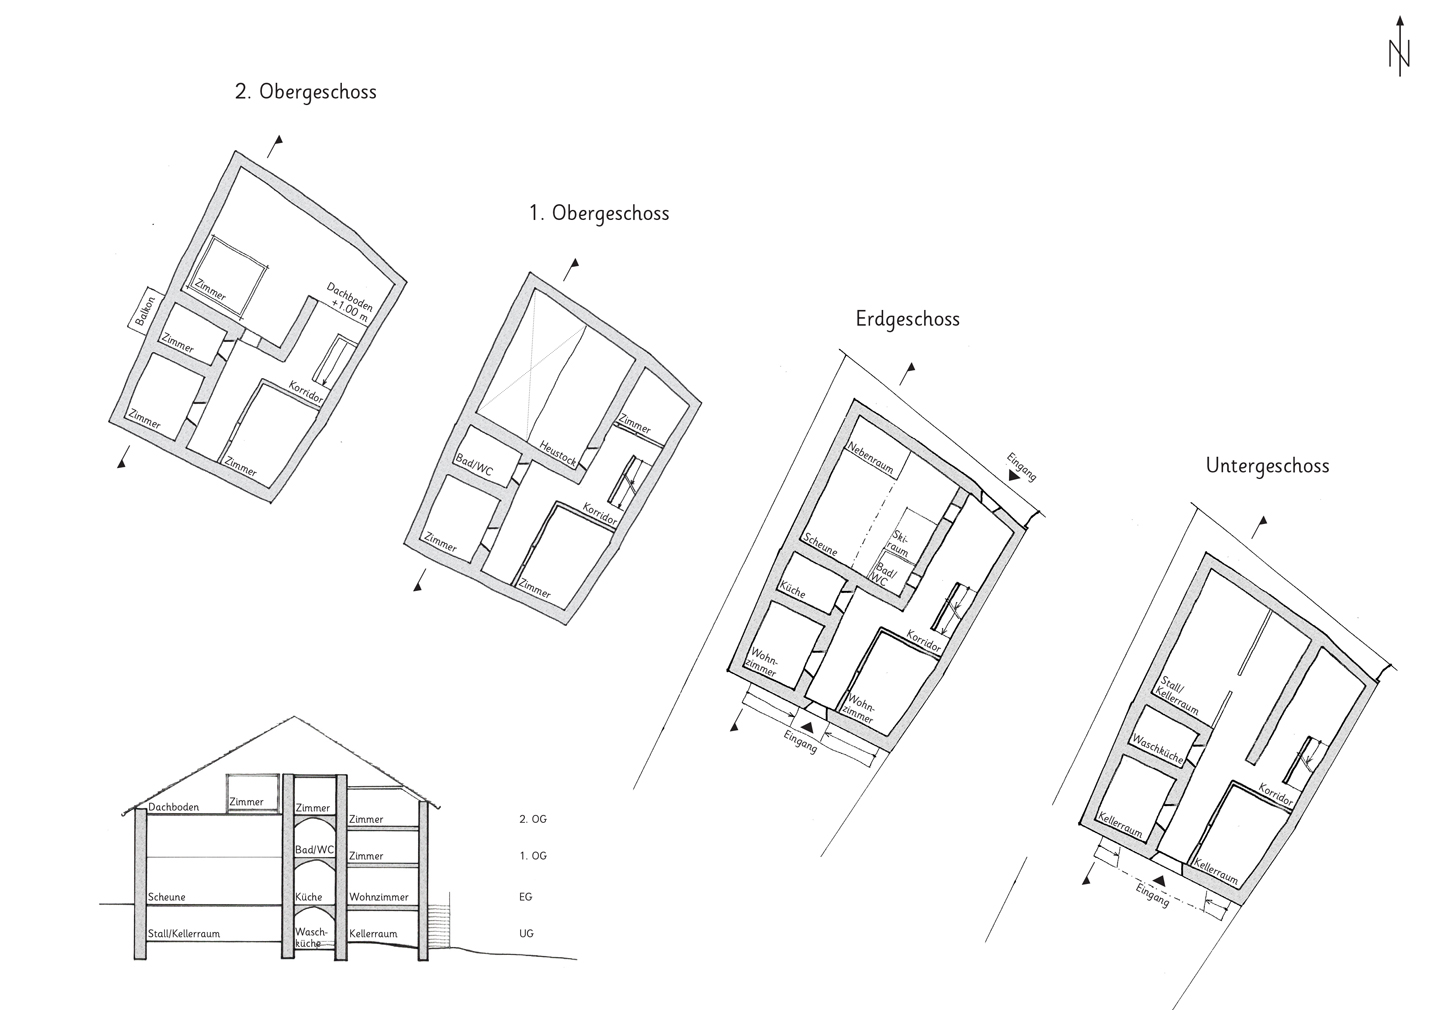 N
2. Obergeschoss
Zimmer
Dachboden
+1.00 m
Balkon
Zimmer
Korridor
Zimmer
Zimmer
1. Obergeschoss
Zimmer
Heustock
Bad/WC
Korridor
Zimmer
Zimmer
Erdgeschoss
Eingang
Nebenraum
Ski-
raum
Scheune
Bad/
WC
Küche
Korridor
Wohn-
zimmer
Wohn-
zimmer
Eingang
Untergeschoss
Stall/
Kellerraum
Waschküche
Korridor
Kellerraum
Kellerraum
Eingang
Dachboden
Zimmer
Zimmer
Zimmer
2. OG
Bad/WC
Zimmer
1. OG
Scheune
Küche
Wohnzimmer
EG
Stall/Kellerraum
Wasch-
küche
Kellerraum
UG